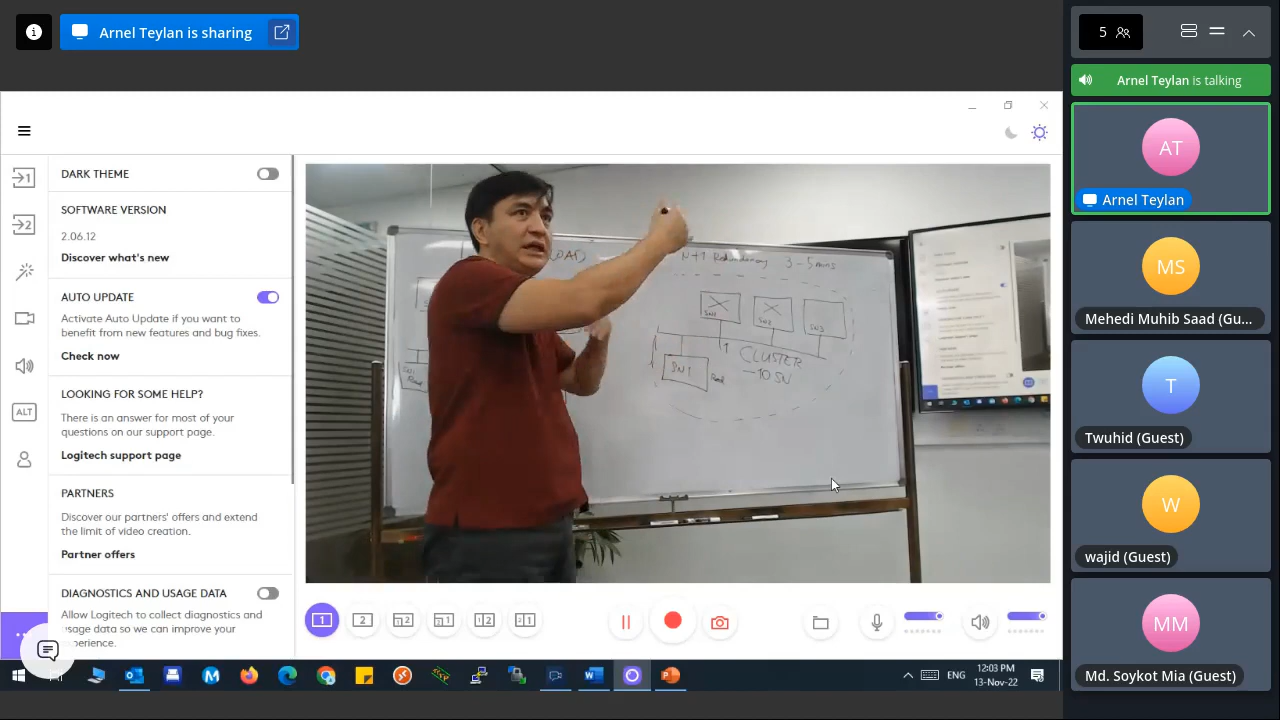 Arnel Teylan is sharing
5
Arnel Teylan is talking
AT
Arnel Teylan
MS
Mehedi Muhib Saad (Gu...
T
Twuhid (Guest)
W
wajid (Guest)
MM
Md. Soykot Mia (Guest)
DARK THEME
SOFTWARE VERSION
2.06.12
Discover what's new
AUTO UPDATE
Activate Auto Update if you want to
benefit from new features and bug fixes.
Check now
LOOKING FOR SOME HELP?
There is an answer for most of your
questions on our support page.
Logitech support page
PARTNERS
Discover our partners' offers and extend
the limit of video creation.
Partner offers
DIAGNOSTICS AND USAGE DATA
Allow Logitech to collect diagnostics and
usage data so we can improve your
experience.
ALT
N+1 Redundancy 3-5 mins
SN1
SN2
SN3
SN1
CLUSTER
-10 SN
1
2
ENG
12:03 PM
13-Nov-22